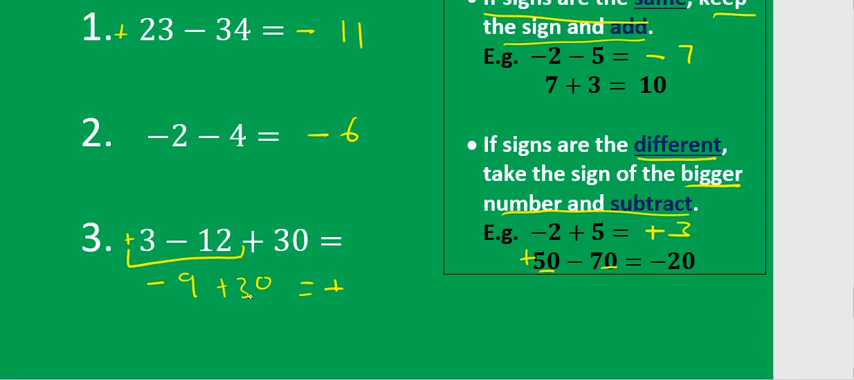 1. + 23 − 34 = − 11
2. −2 − 4 = − 6
3. +3 − 12 + 30 =
− 9 +30 = +
the sign and add.
E.g. −2 − 5 = − 7
7 + 3 = 10
• If signs are the different,
take the sign of the bigger
number and subtract.
E.g. −2 + 5 = +3
+50 − 70 = −20